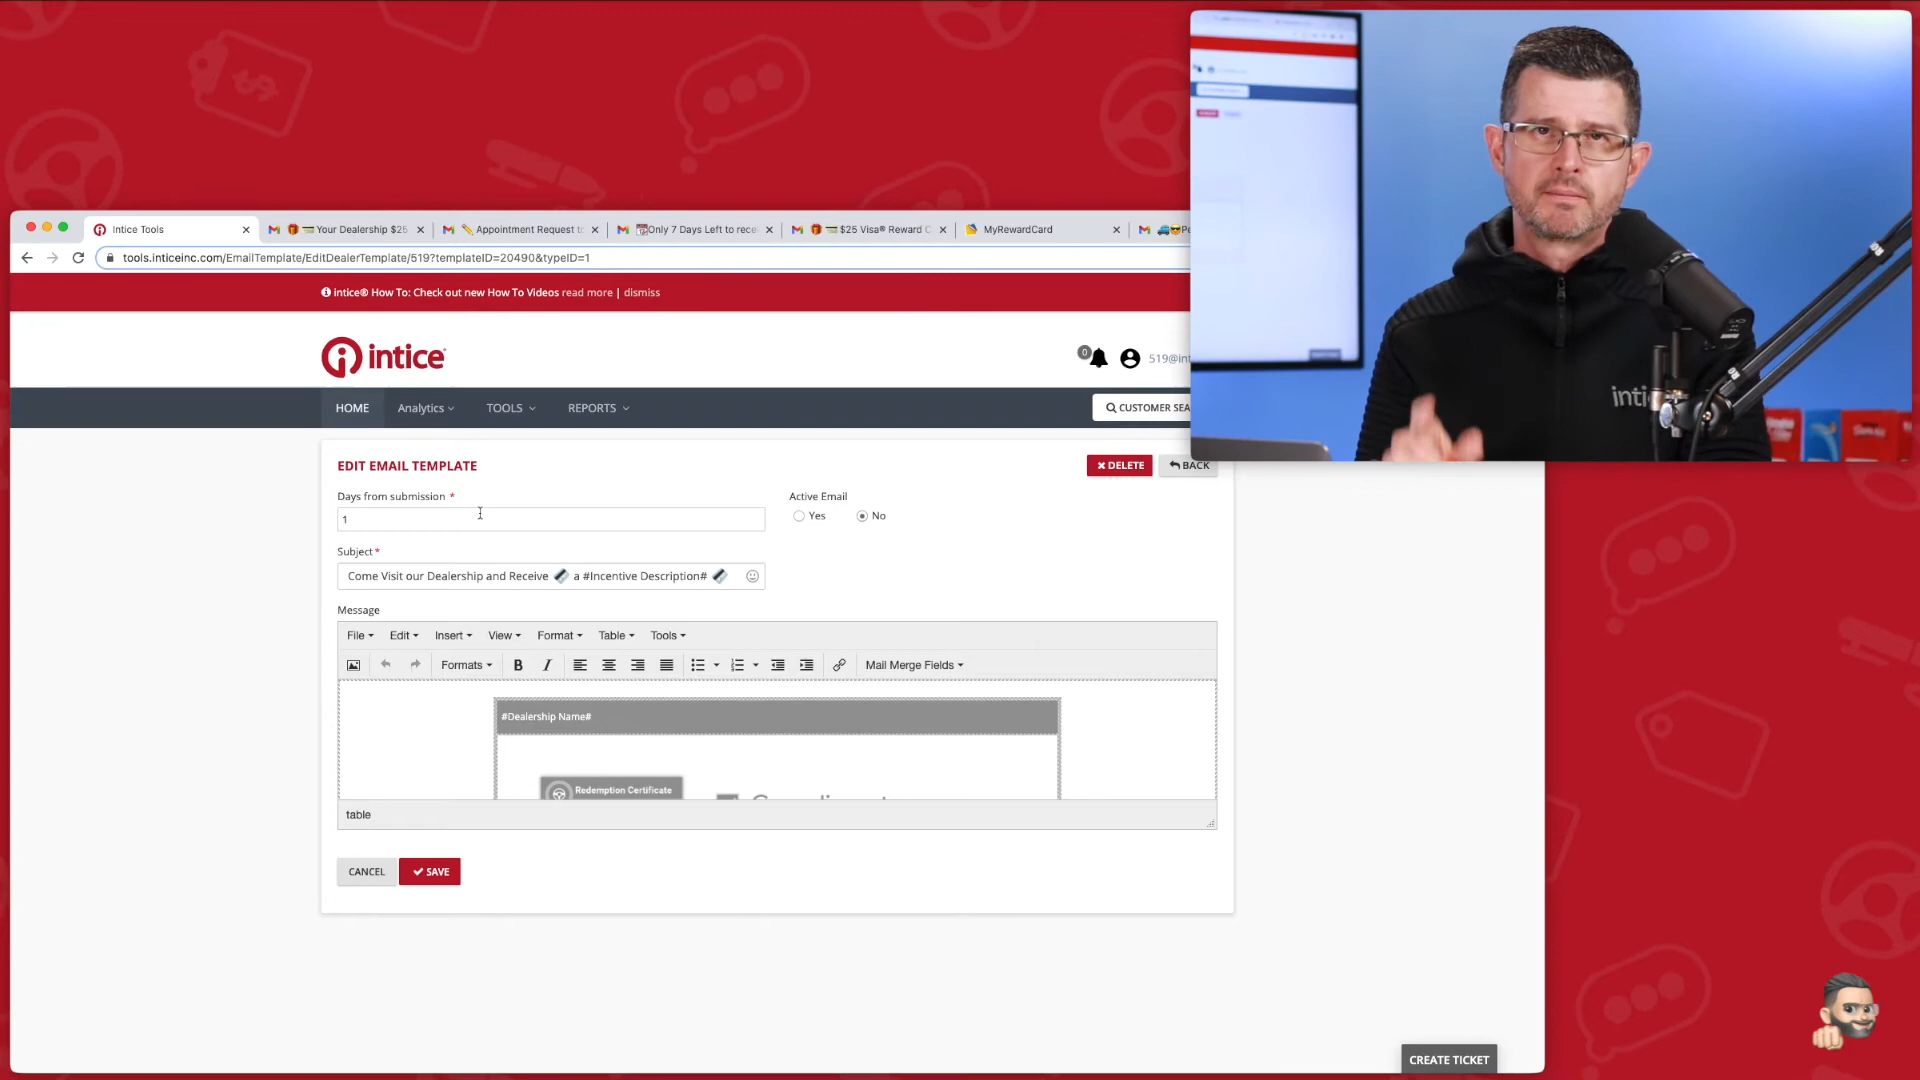 Intice Tools
Your Dealership $25
Appointment Request to
Only 7 Days Left to rece
$25 Visa® Reward C
MyRewardCard
tools.inticeinc.com/EmailTemplate/EditDealerTemplate/519?templateID=20490&typeID=1
intice® How To: Check out new How To Videos read more | dismiss
intice
0
519@int
HOME
Analytics
TOOLS
REPORTS
CUSTOMER SEA
EDIT EMAIL TEMPLATE
DELETE
BACK
Days from submission *
1
Active Email
Yes
No
Subject*
Come Visit our Dealership and Receive a #Incentive Description#
Message
File Edit Insert View Format Table Tools
Formats
B I
Mail Merge Fields
#Dealership Name#
Redemption Certificate
table
CANCEL
SAVE
CREATE TICKET
inti